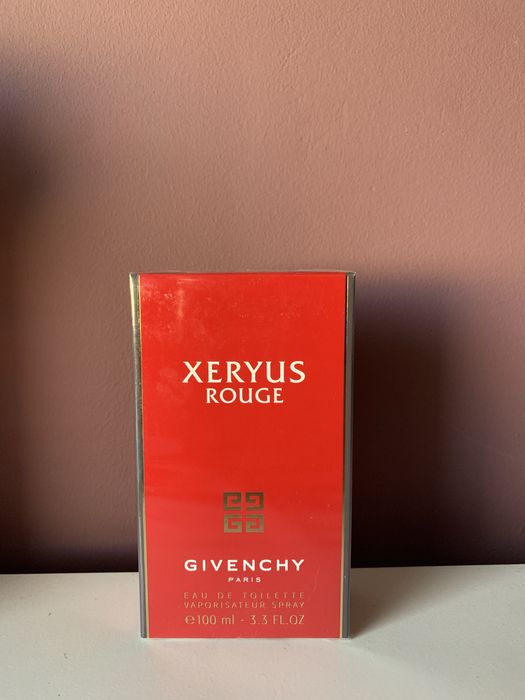 XERYUS
ROUGE
GIVENCHY
PARIS
EAU DE TOILETTE
VAPORISATEUR SPRAY
℮100 ml - 3.3 FL.OZ